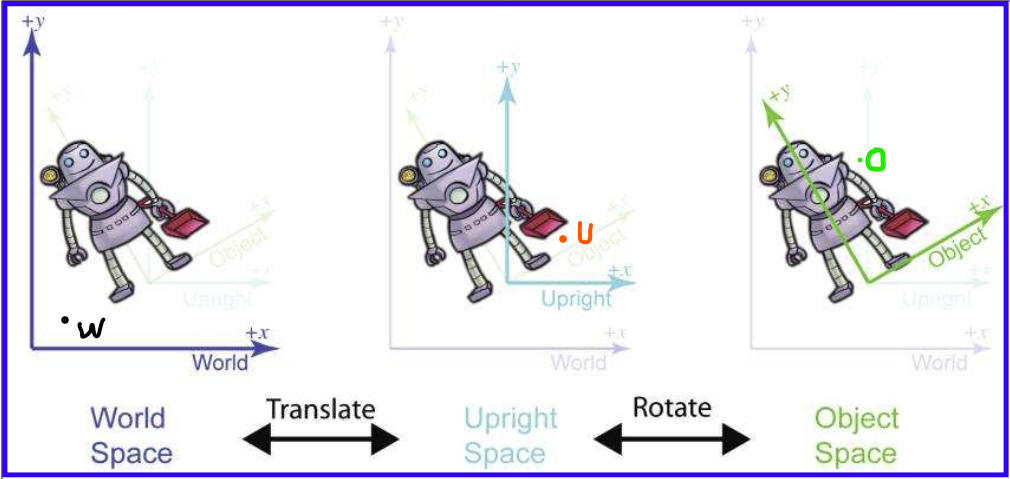 +y +y +y
+y +y +y
+y +y +y
+x +x +x
Object Object Object
U
O
+x +x +x
Upright Upright Upright
W
+x +x +x
World World World
World Translate Upright Rotate Object
Space Space Space